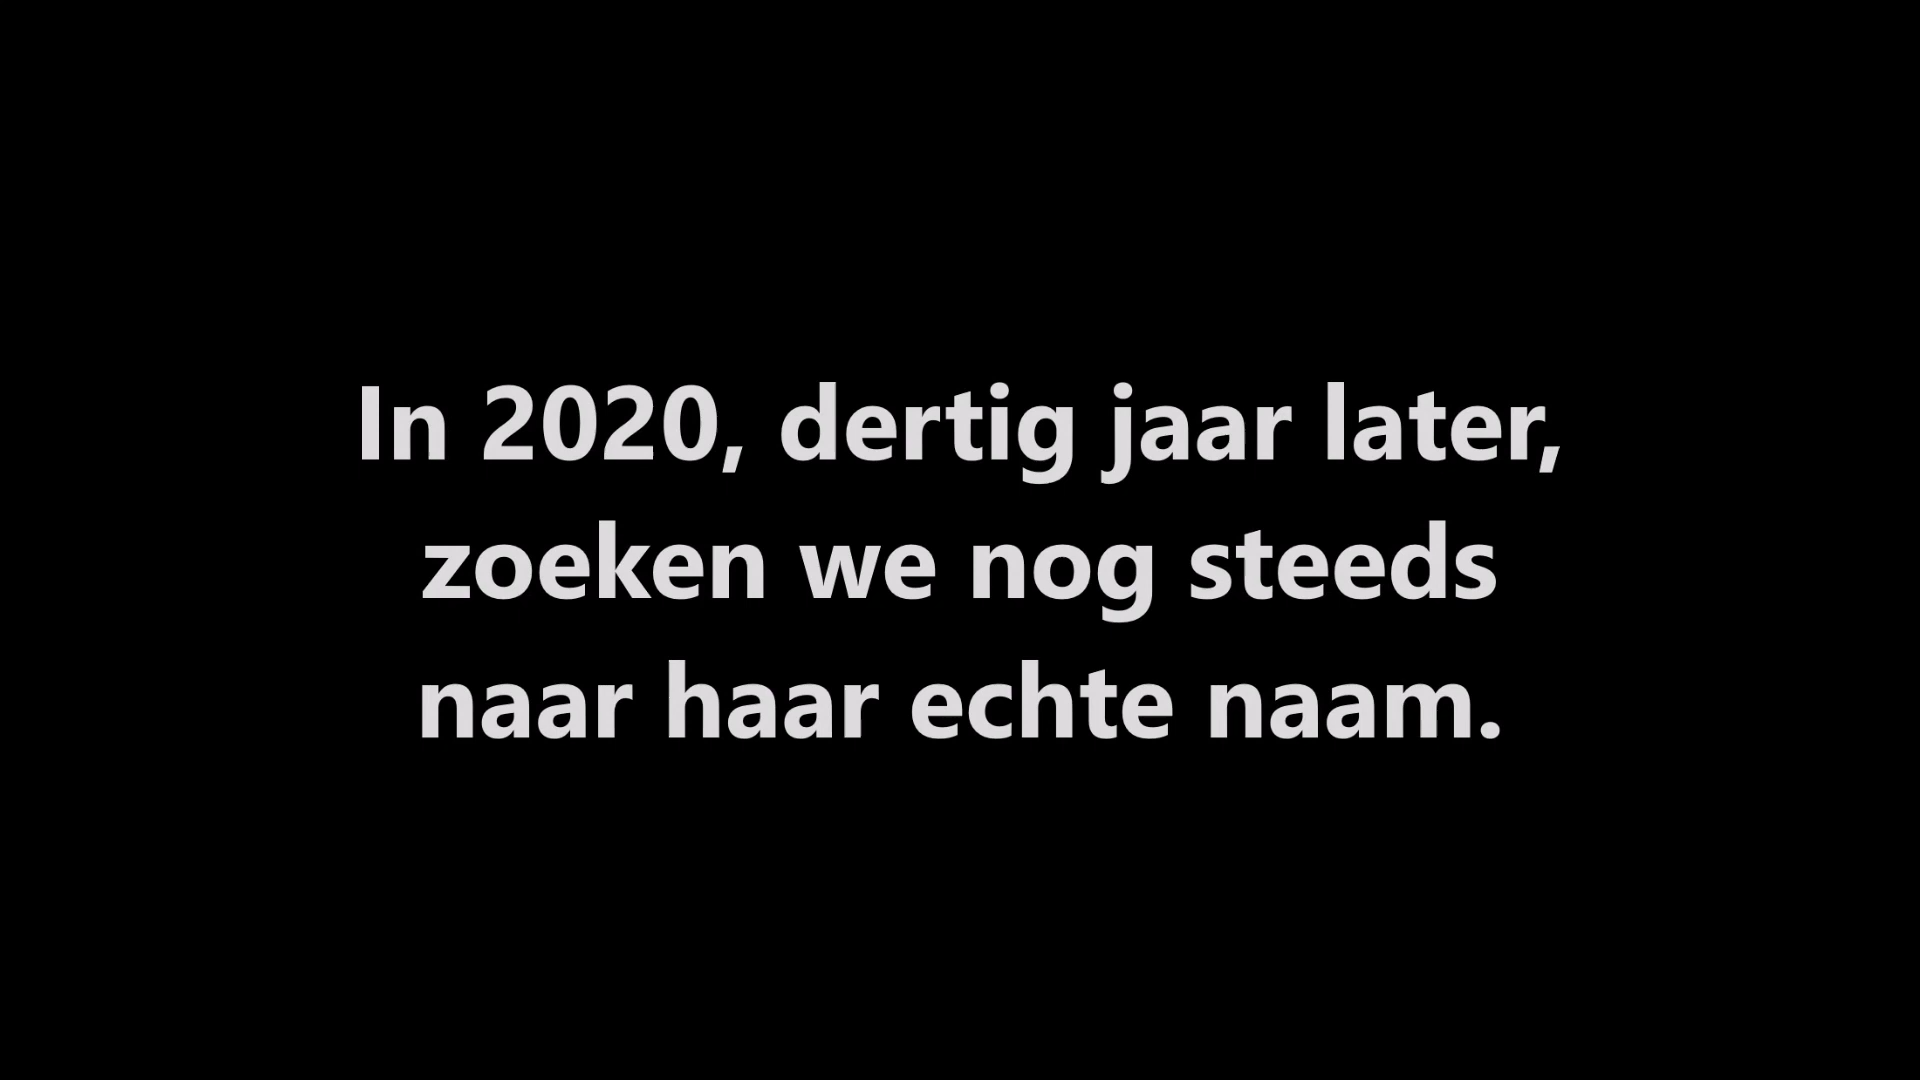 In 2020, dertig jaar later,
zoeken we nog steeds
naar haar echte naam.